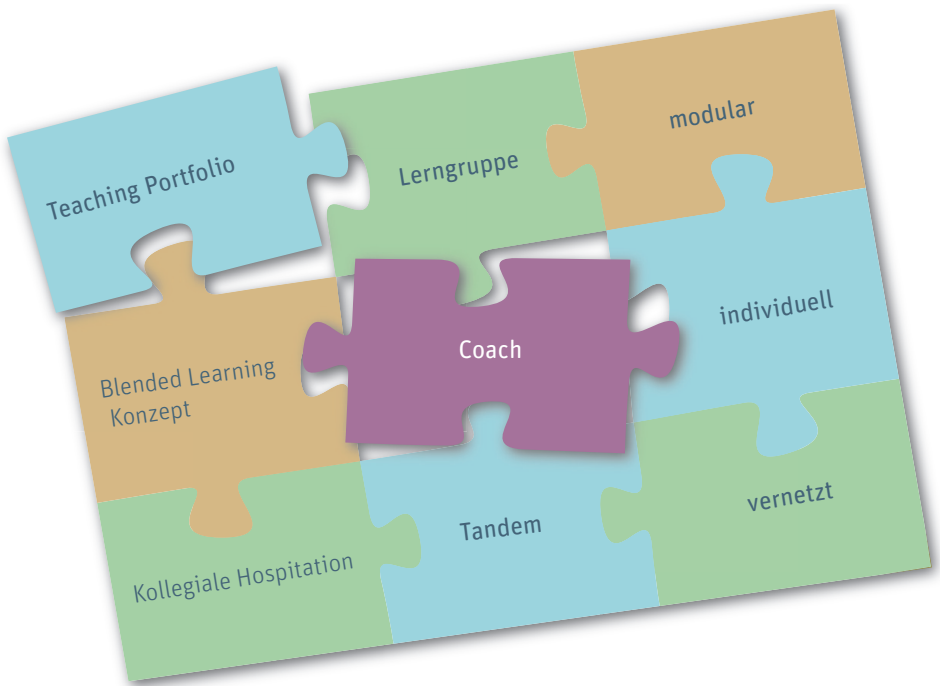 Teaching Portfolio
Lerngruppe
modular
Blended Learning
Konzept
Coach
individuell
Kollegiale Hospitation
Tandem
vernetzt